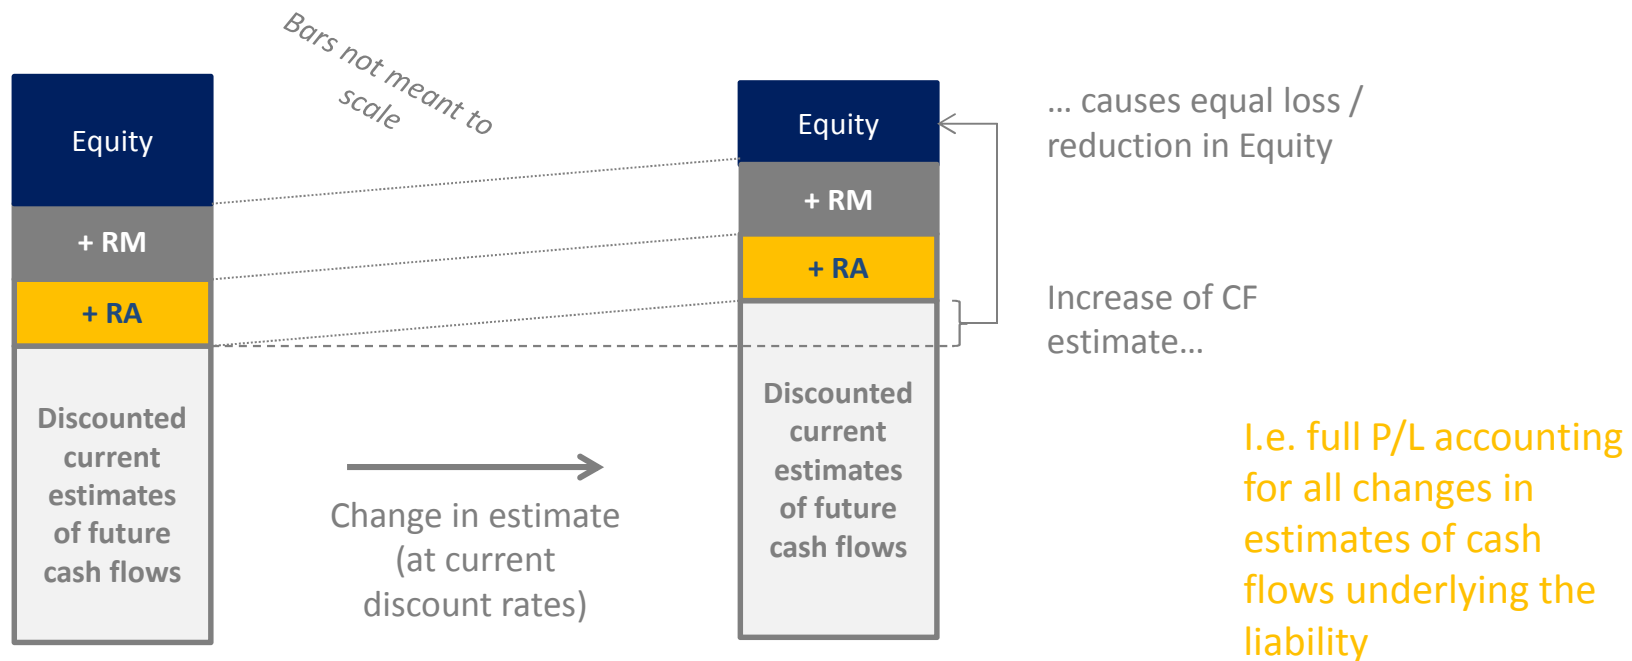 Bars not meant to
scale
Equity
+ RM
+ RA
Discounted
current
estimates
of future
cash flows
Change in estimate
(at current
discount rates)
Equity
+ RM
+ RA
Discounted
current
estimates
of future
cash flows
… causes equal loss /
reduction in Equity
Increase of CF
estimate…
I.e. full P/L accounting
for all changes in
estimates of cash
flows underlying the
liability